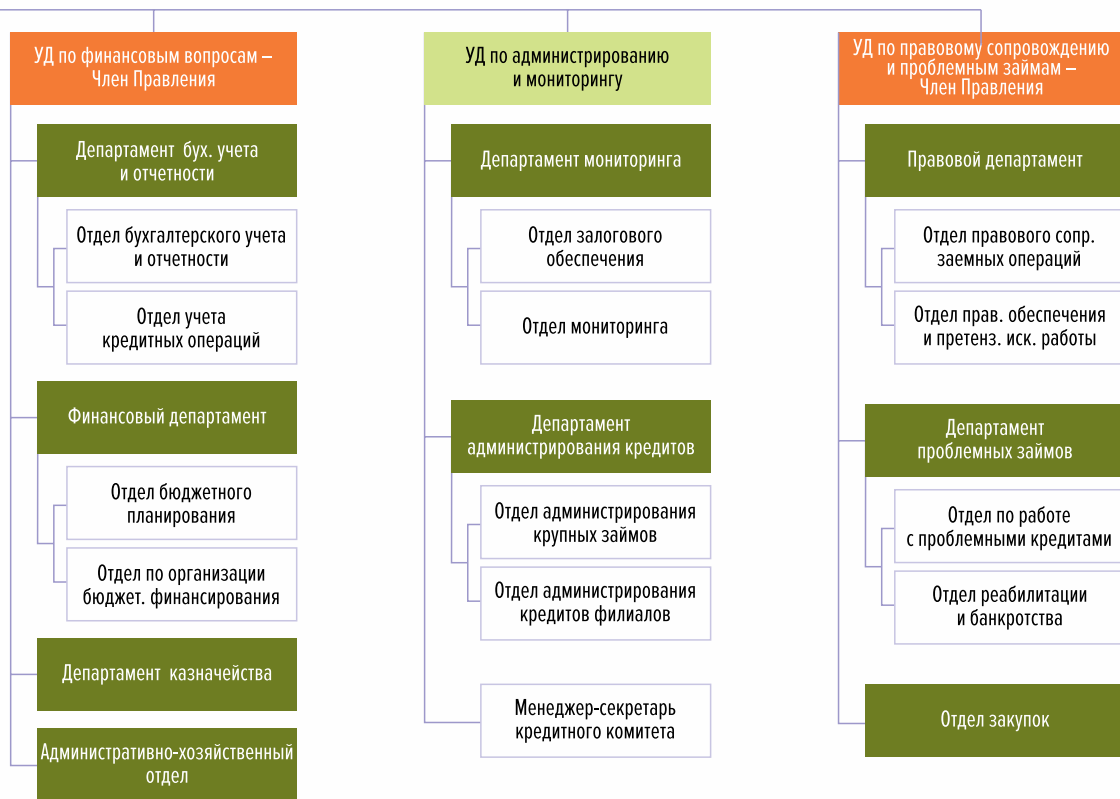 УД по финансовым вопросам –
Член Правления
Департамент бух. учета
и отчетности
Отдел бухгалтерского учета
и отчетности
Отдел учета
кредитных операций
Финансовый департамент
Отдел бюджетного
планирования
Отдел по организации
бюджет. финансирования
Департамент казначейства
Административно-хозяйственный
отдел
УД по администрированию
и мониторингу
Департамент мониторинга
Отдел залогового
обеспечения
Отдел мониторинга
Департамент
администрирования кредитов
Отдел администрирования
крупных займов
Отдел администрирования
кредитов филиалов
Менеджер-секретарь
кредитного комитета
УД по правовому сопровождению
и проблемным займам –
Член Правления
Правовой департамент
Отдел правового сопр.
заемных операций
Отдел прав. обеспечения
и претенз. иск. работы
Департамент
проблемных займов
Отдел по работе
с проблемными кредитами
Отдел реабилитации
и банкротства
Отдел закупок